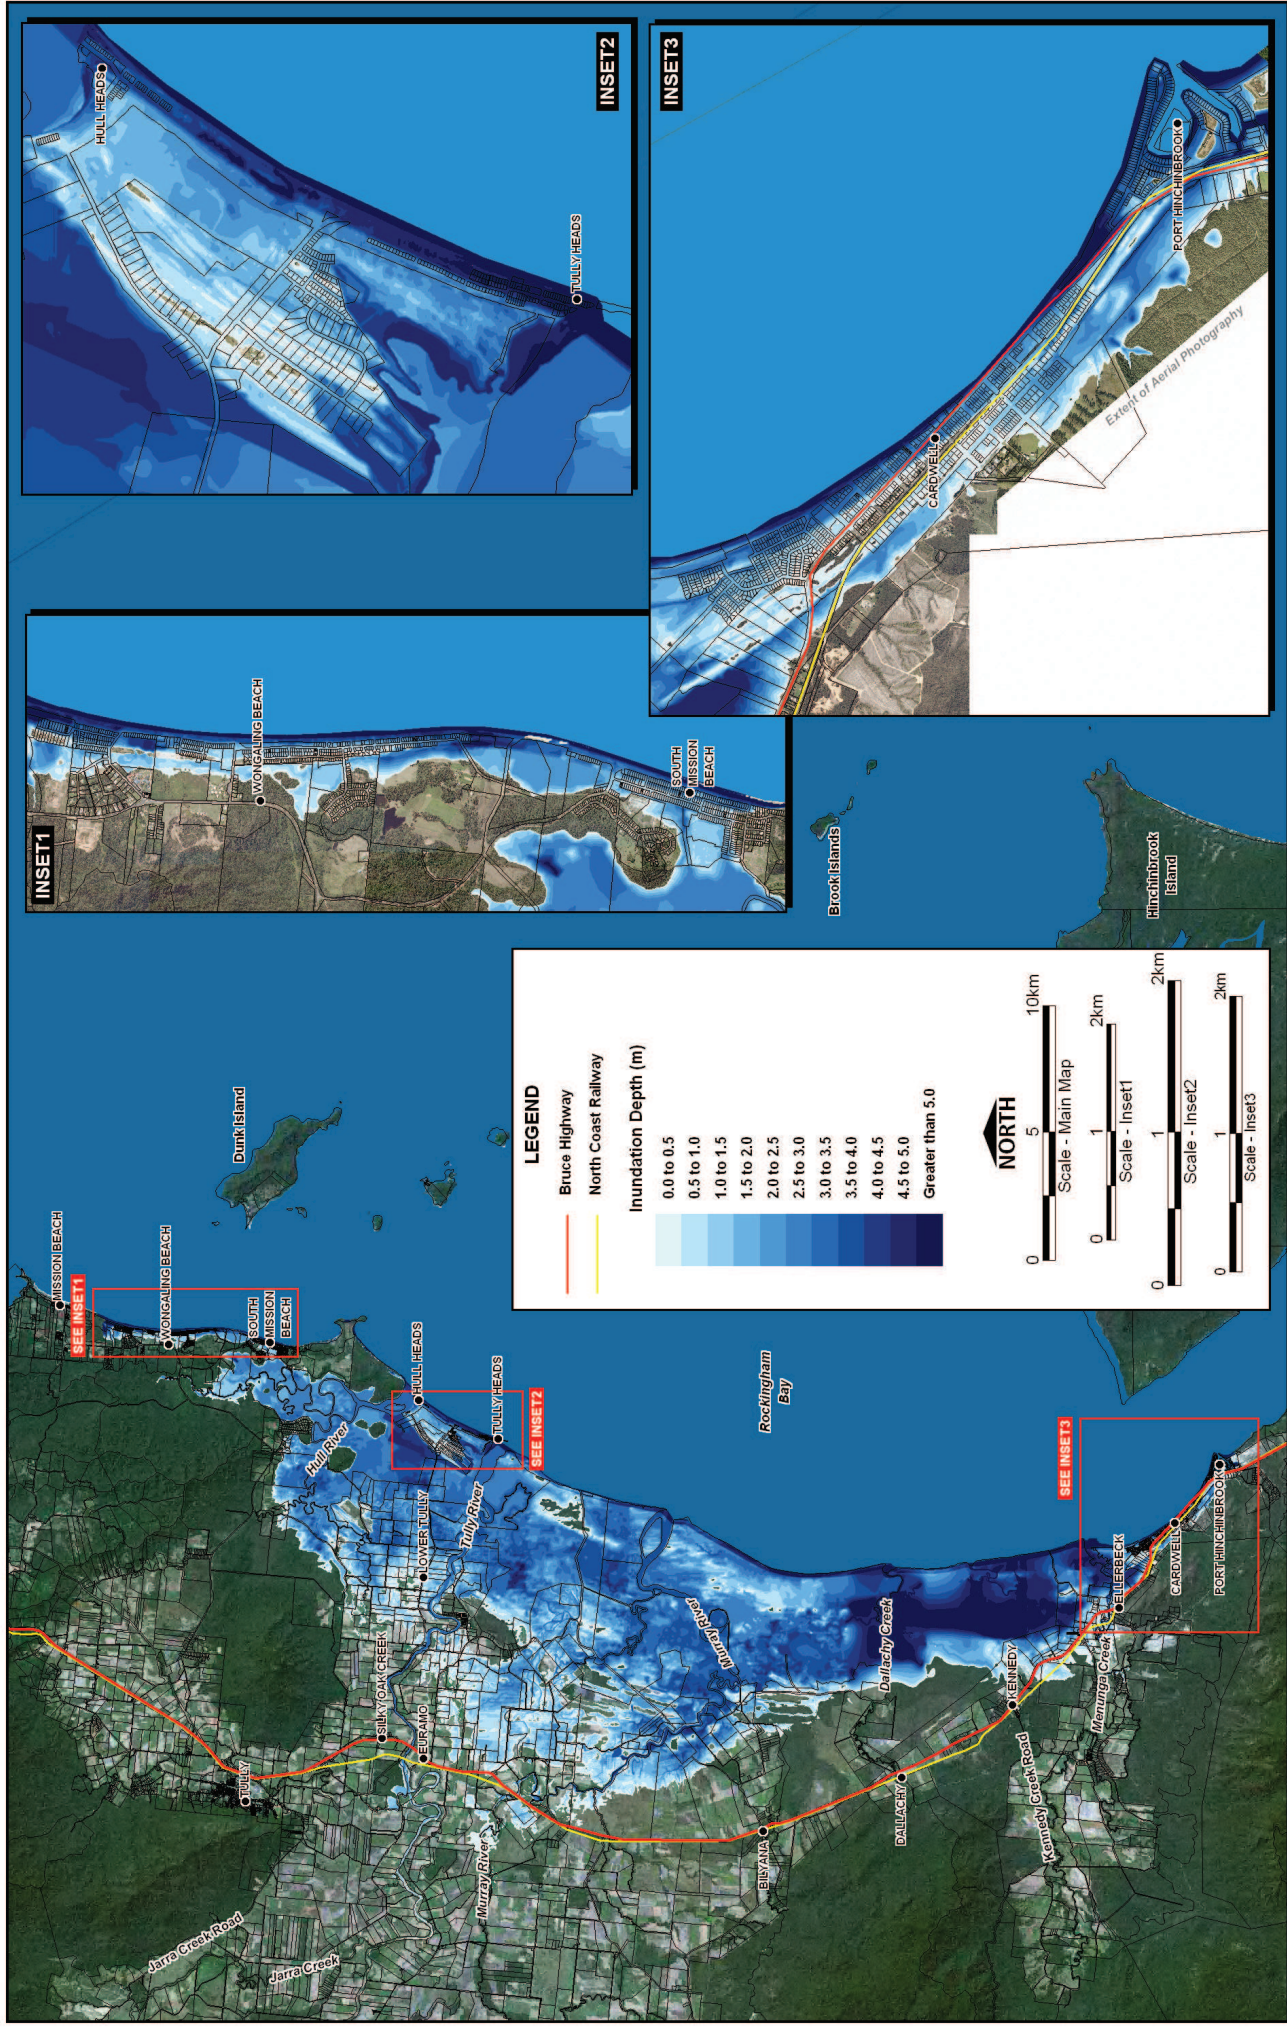 INSET1
WONGALING BEACH
SOUTH
MISSION
BEACH
INSET2
HULL HEADS
TULLY HEADS
INSET3
CARDWELL
PORT HINCHINBROOK
Extent of Aerial Photography
MISSION BEACH
SEE INSET1
WONGALING BEACH
SOUTH
MISSION
BEACH
Dunk Island
HULL HEADS
TULLY HEADS
SEE INSET2
Hull River
LOWER TULLY
Tully River
TULLY
SILKY OAK CREEK
EURAMO
Jarra Creek Road
Jarra Creek
Murray River
Murray River
BILYANA
Dallachy Creek
DALLACHY
KENNEDY
Kennedy Creek Road
Meunga Creek
ELLERBECK
CARDWELL
PORT HINCHINBROOK
SEE INSET3
Rockingham
Bay
Brook Islands
Hinchinbrook
Island
LEGEND
Bruce Highway
North Coast Railway
Inundation Depth (m)
0.0 to 0.5
0.5 to 1.0
1.0 to 1.5
1.5 to 2.0
2.0 to 2.5
2.5 to 3.0
3.0 to 3.5
3.5 to 4.0
4.0 to 4.5
4.5 to 5.0
Greater than 5.0
NORTH
0 5 10km
Scale - Main Map
0 1 2km
Scale - Inset1
0 1 2km
Scale - Inset2
0 1 2km
Scale - Inset3